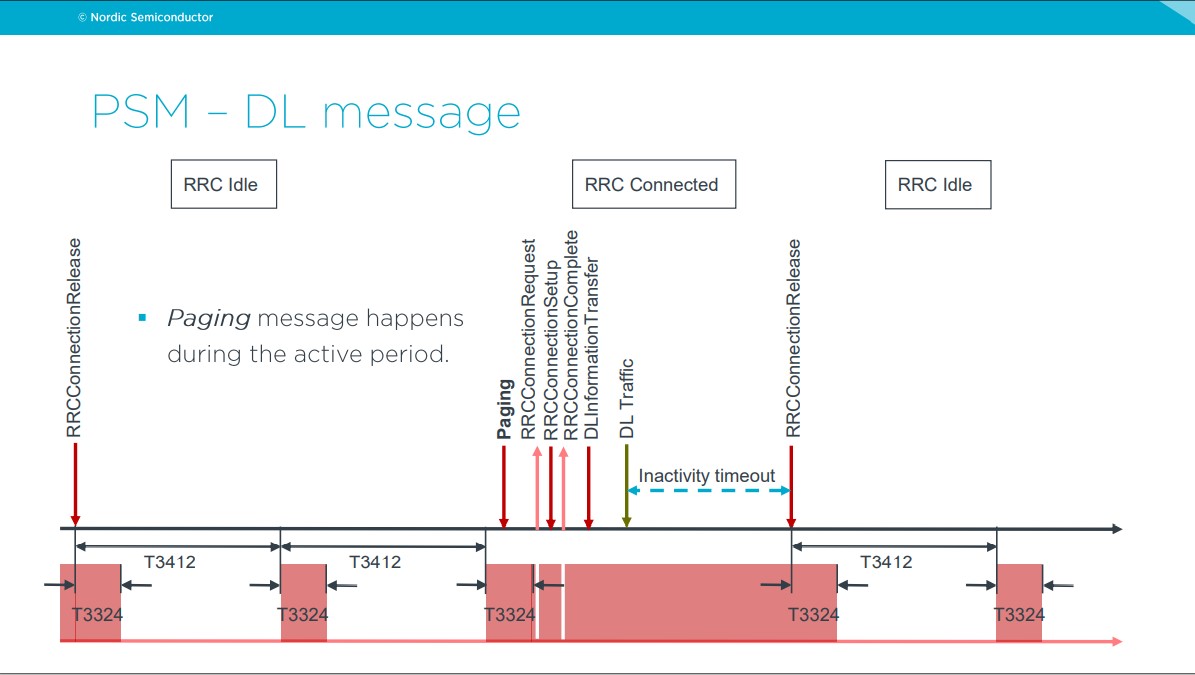 © Nordic Semiconductor
PSM – DL message
RRC Idle
RRC Connected
RRC Idle
RRCConnectionRelease
▪ Paging message happens
during the active period.
Paging
RRCConnectionRequest
RRCConnectionSetup
RRCConnectionComplete
DLInformationTransfer
DL Traffic
Inactivity timeout
RRCConnectionRelease
T3412
T3412
T3412
T3324
T3324
T3324
T3324
T3324